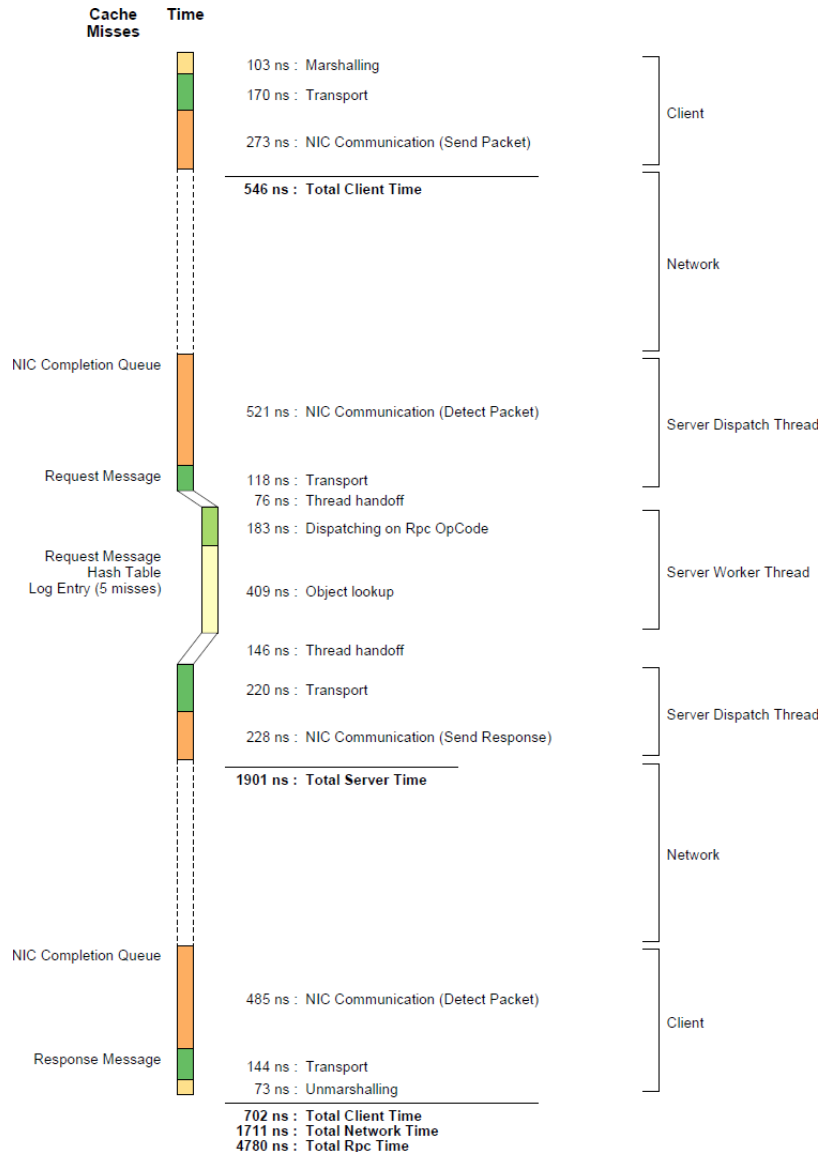 Cache
Misses
Time
103 ns : Marshalling
170 ns : Transport
Client
273 ns : NIC Communication (Send Packet)
546 ns : Total Client Time
Network
NIC Completion Queue
521 ns : NIC Communication (Detect Packet)
Server Dispatch Thread
Request Message
118 ns : Transport
76 ns : Thread handoff
183 ns : Dispatching on Rpc OpCode
Request Message
Hash Table
Log Entry (5 misses)
409 ns : Object lookup
Server Worker Thread
146 ns : Thread handoff
220 ns : Transport
Server Dispatch Thread
228 ns : NIC Communication (Send Response)
1901 ns : Total Server Time
Network
NIC Completion Queue
485 ns : NIC Communication (Detect Packet)
Client
Response Message
144 ns : Transport
73 ns : Unmarshalling
702 ns : Total Client Time
1711 ns : Total Network Time
4780 ns : Total Rpc Time